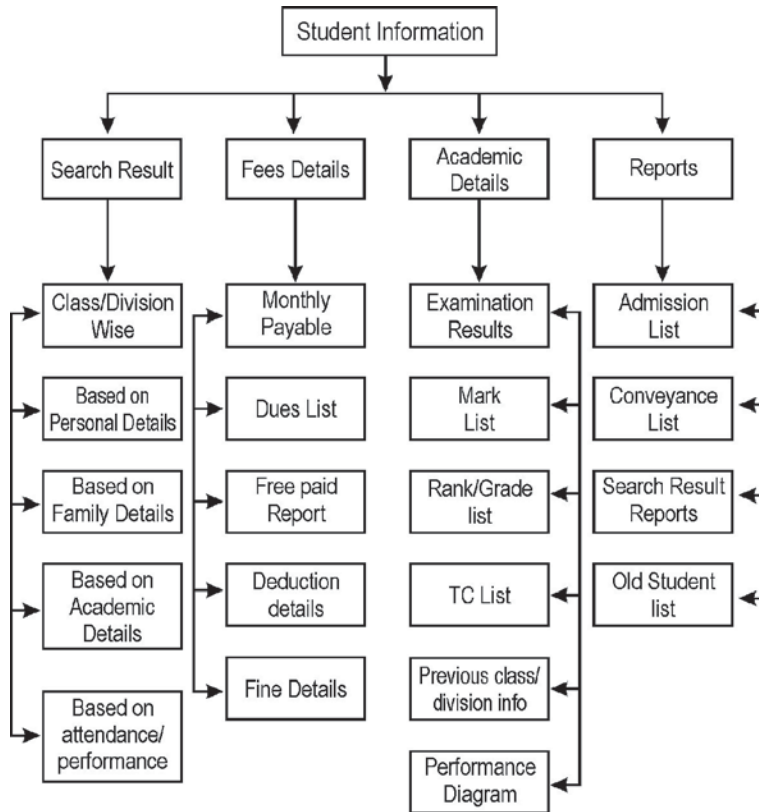 Student Information
Search Result
Fees Details
Academic
Details
Reports
Class/Division
Wise
Based on
Personal Details
Based on
Family Details
Based on
Academic
Details
Based on
attendance/
performance
Monthly
Payable
Dues List
Free paid
Report
Deduction
details
Fine Details
Examination
Results
Mark
List
Rank/Grade
list
TC List
Previous class/
division info
Performance
Diagram
Admission
List
Conveyance
List
Search Result
Reports
Old Student
list